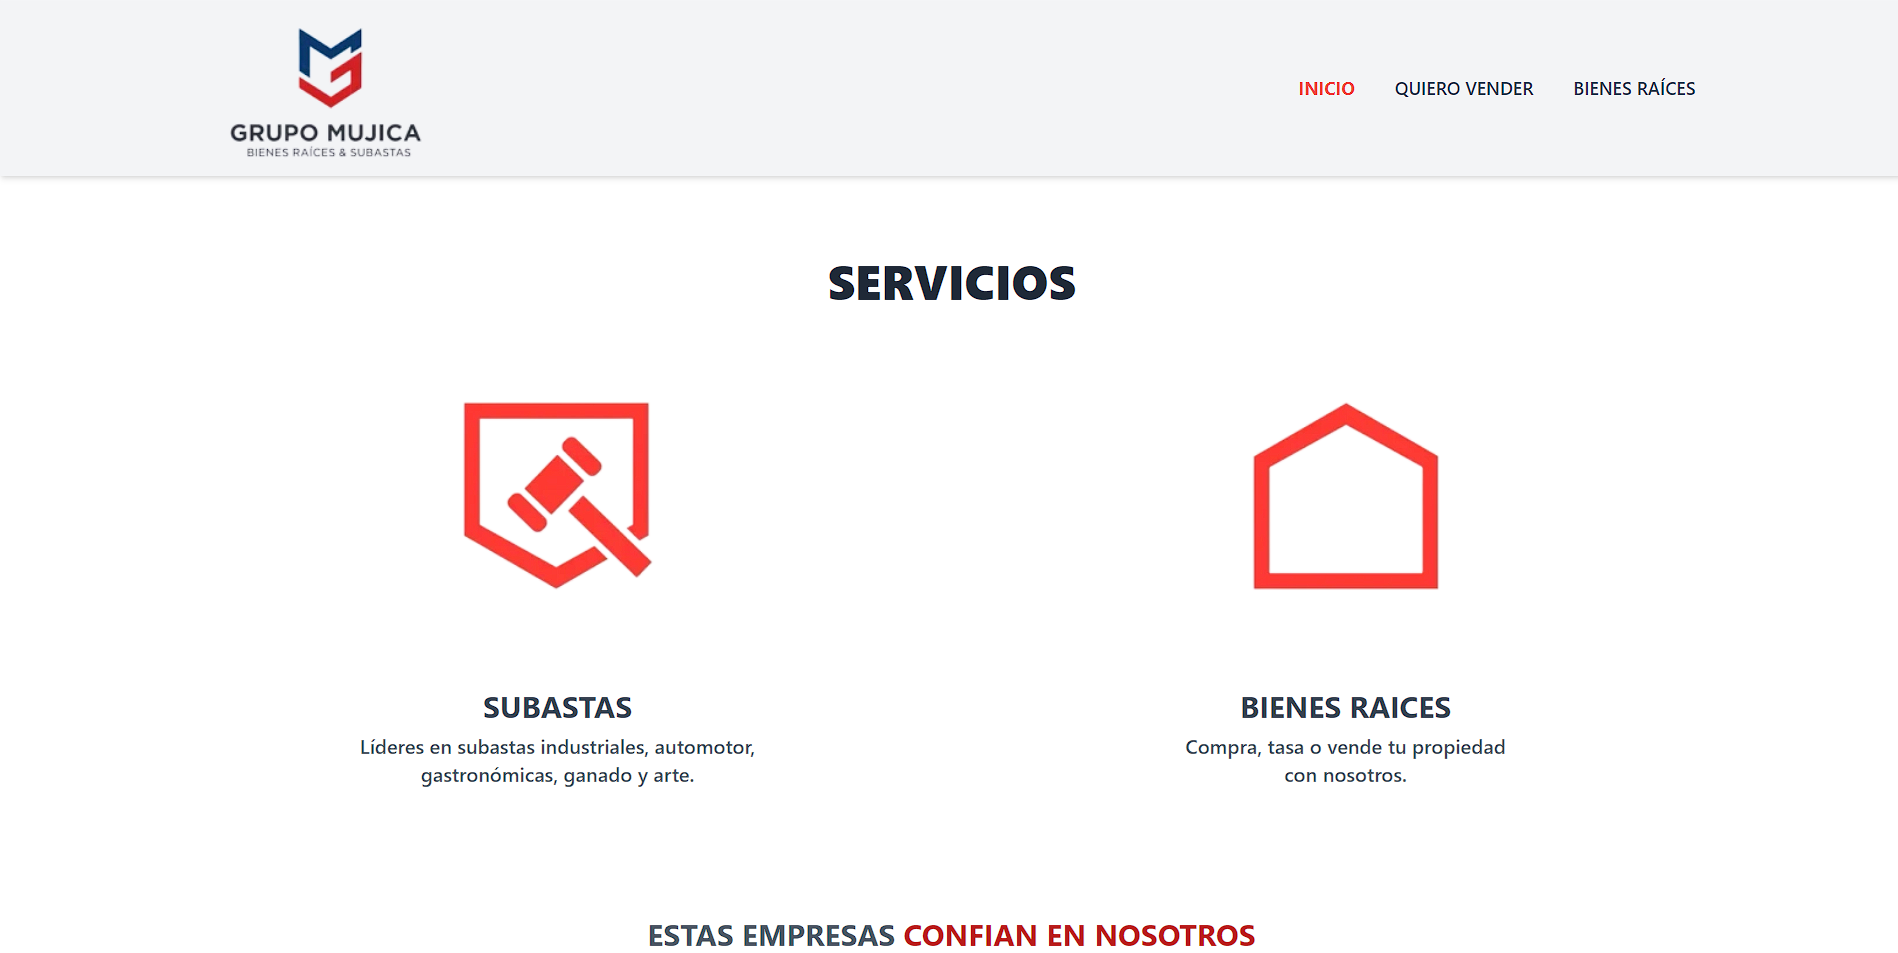 GRUPO MUJICA
BIENES RAÍCES & SUBASTAS
INICIO QUIERO VENDER BIENES RAÍCES
SERVICIOS
SUBASTAS
Líderes en subastas industriales, automotor,
gastronómicas, ganado y arte.
BIENES RAICES
Compra, tasa o vende tu propiedad
con nosotros.
ESTAS EMPRESAS CONFIAN EN NOSOTROS